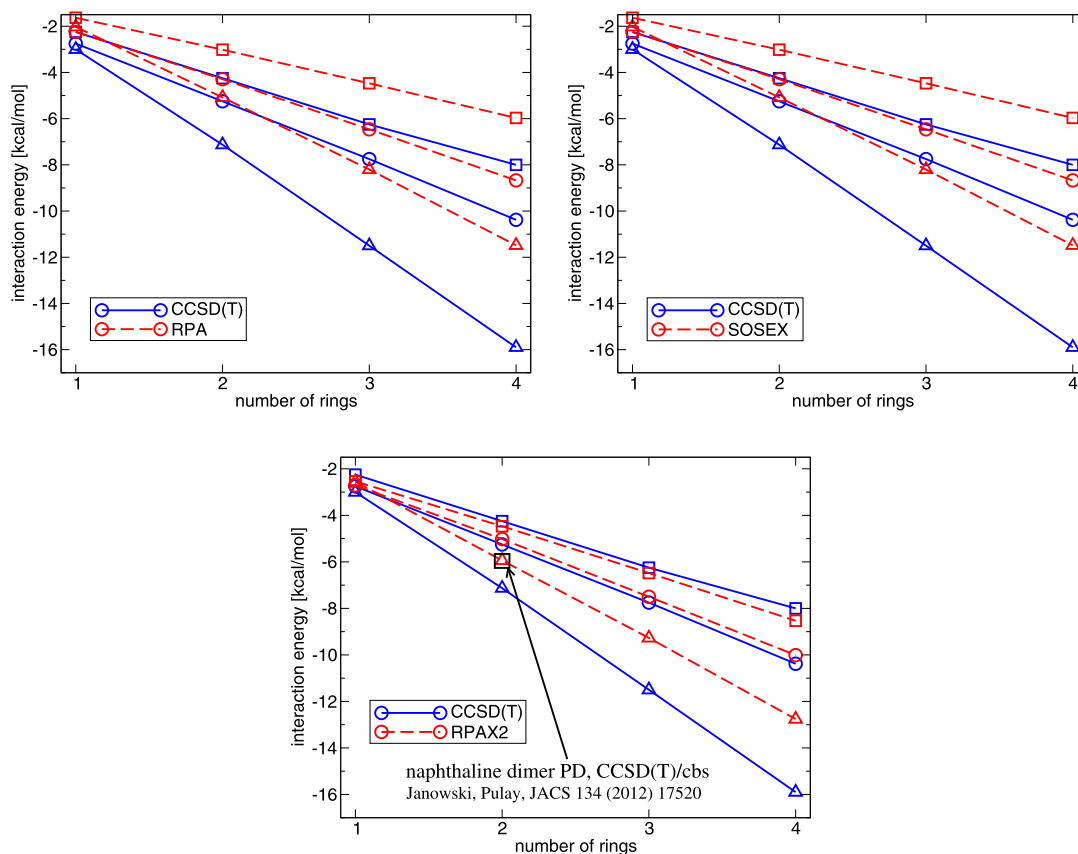 -2
-4
-6
-8
-10
-12
-14
-16
interaction energy [kcal/mol]
CCSD(T)
RPA
1
2
3
4
number of rings
-2
-4
-6
-8
-10
-12
-14
-16
interaction energy [kcal/mol]
CCSD(T)
SOSEX
1
2
3
4
number of rings
-2
-4
-6
-8
-10
-12
-14
-16
interaction energy [kcal/mol]
CCSD(T)
RPAX2
naphthaline dimer PD, CCSD(T)/cbs
Janowski, Pulay, JACS 134 (2012) 17520
1
2
3
4
number of rings